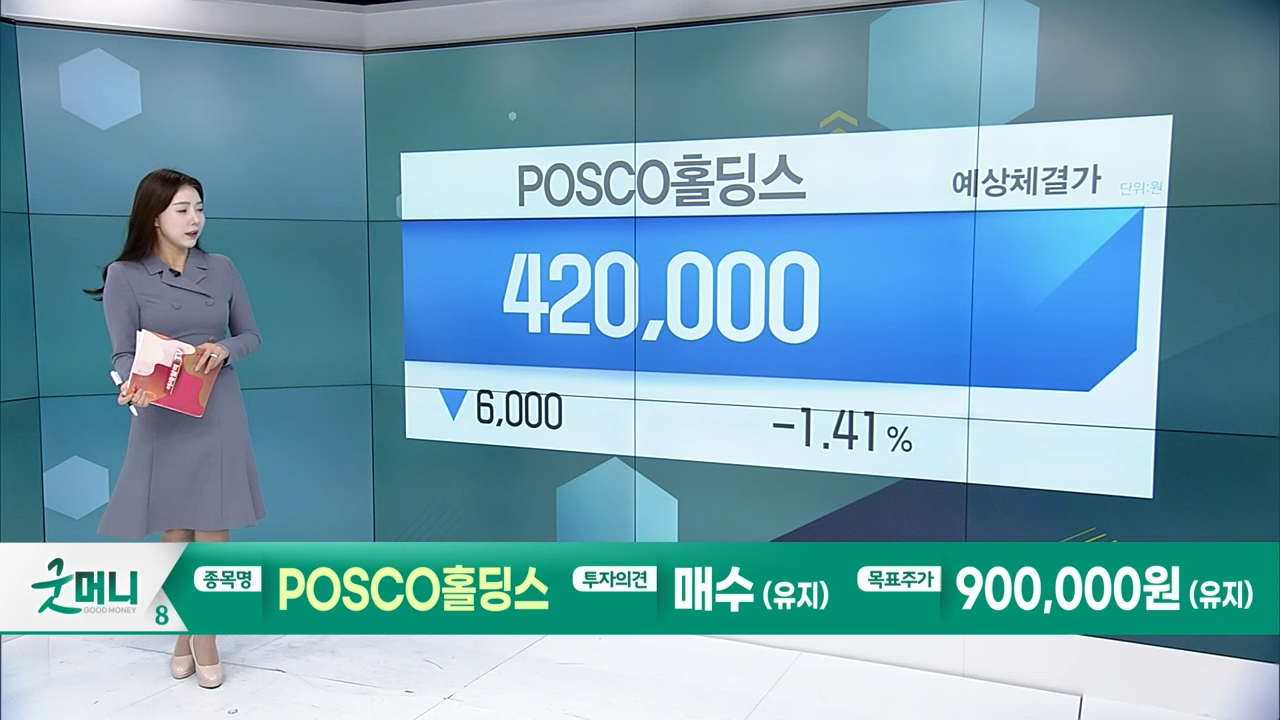 POSCO홀딩스
예상체결가
단위:원
420,000
▼6,000
-1.41%
굿머니
GOOD MONEY
8
종목명
POSCO홀딩스
투자의견
매수(유지)
목표주가
900,000원(유지)